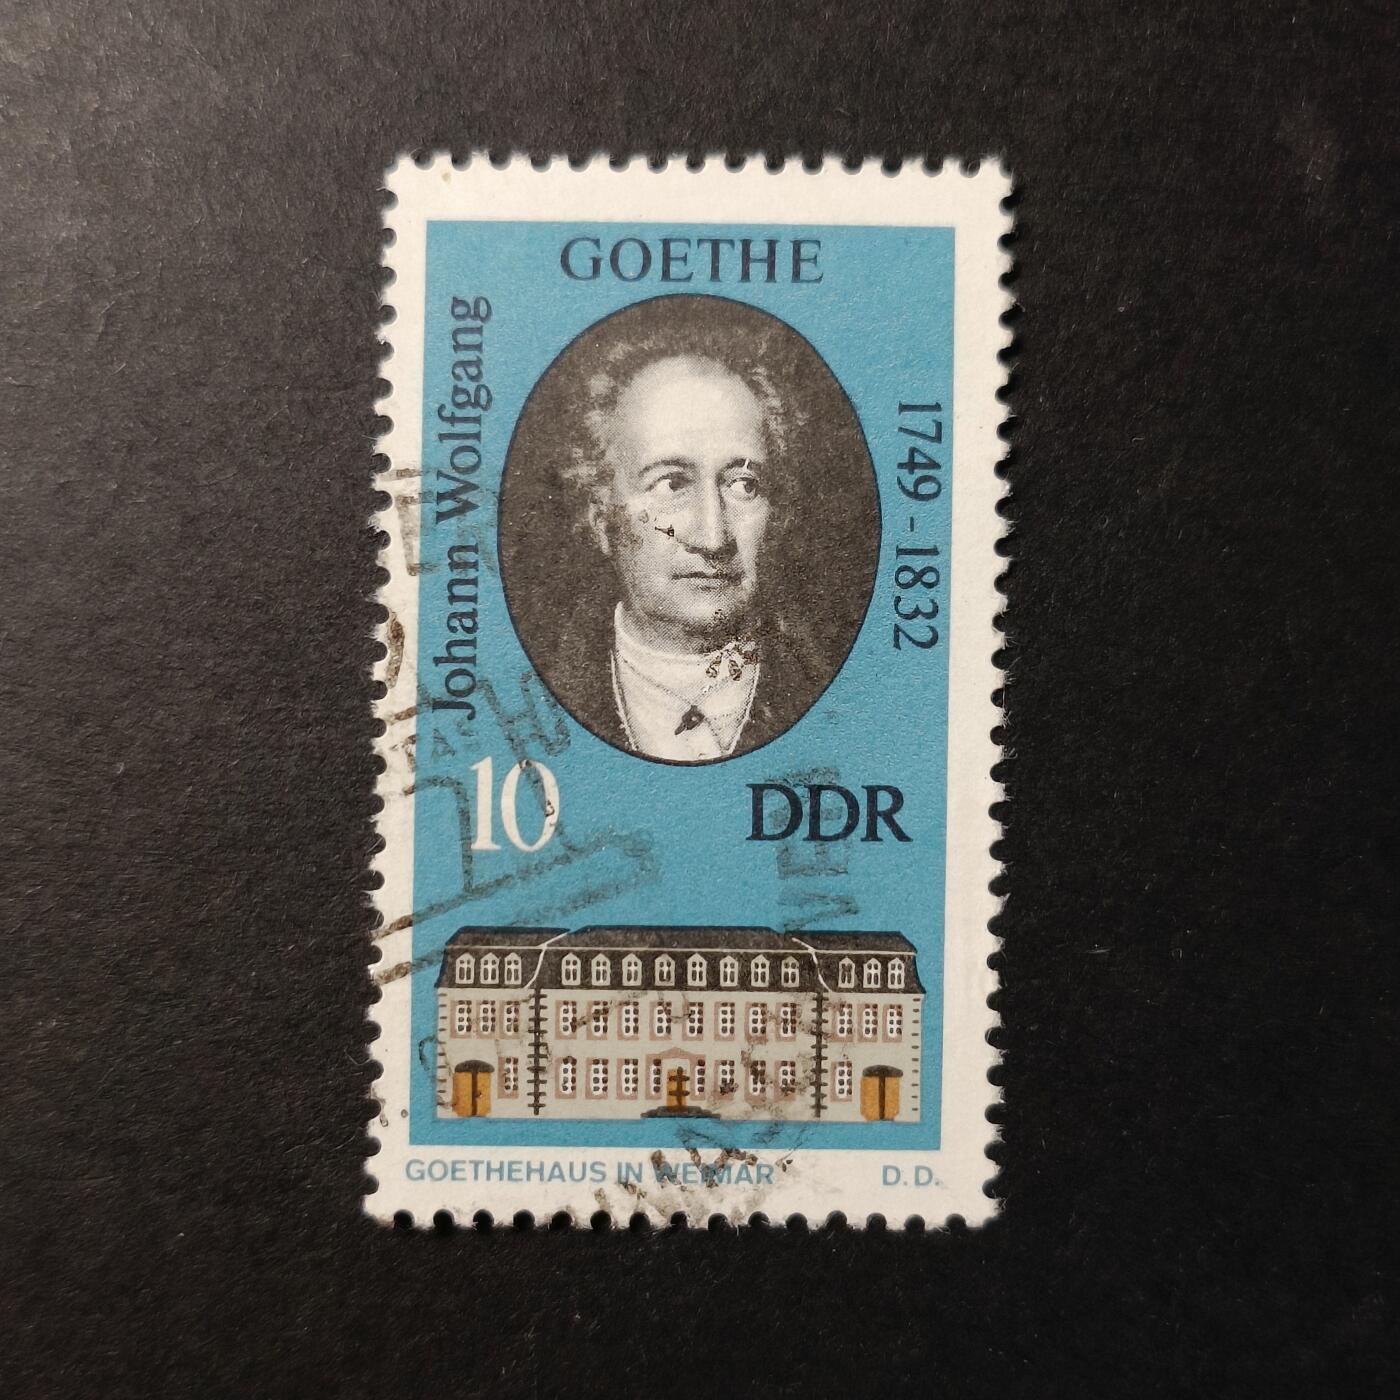 GOETHE
Johann Wolfgang
1749 - 1832
10
DDR
GOETHEHAUS IN WEIMAR
D. D.